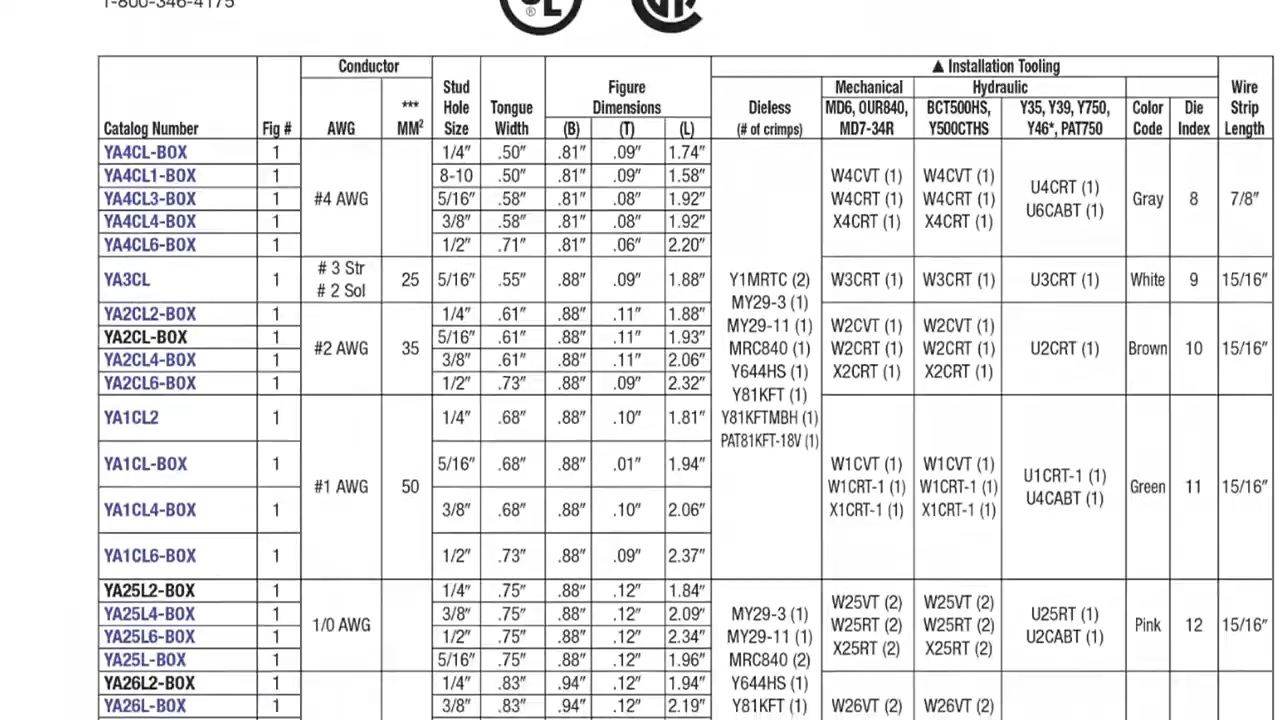 1-800-346-4175
® UL
Conductor
▲ Installation Tooling
Stud Hole Size
Tongue Width
Figure Dimensions
Mechanical
Hydraulic
Wire Strip Length
Catalog Number Fig # AWG *** MM² (B) (T) (L) Dieless (# of crimps) MD6, OUR840, MD7-34R BCT500HS, Y500CTHS Y35, Y39, Y750, Y46*, PAT750 Color Code Die Index
YA4CL-BOX 1 1/4″ .50″ .81″ .09″ 1.74″
YA4CL1-BOX 1 8-10 .50″ .81″ .09″ 1.58″
YA4CL3-BOX 1 5/16″ .58″ .81″ .08″ 1.92″
YA4CL4-BOX 1 3/8″ .58″ .81″ .08″ 1.92″
YA4CL6-BOX 1 1/2″ .71″ .81″ .06″ 2.20″
#4 AWG
W4CVT (1) W4CVT (1)
W4CRT (1) W4CRT (1)
X4CRT (1) X4CRT (1)
U4CRT (1)
U6CABT (1)
Gray 8 7/8″
YA3CL 1 # 3 Str # 2 Sol 25 5/16″ .55″ .88″ .09″ 1.88″ W3CRT (1) W3CRT (1) U3CRT (1) White 9 15/16″
YA2CL2-BOX 1 1/4″ .61″ .88″ .11″ 1.88″
YA2CL-BOX 1 5/16″ .61″ .88″ .11″ 1.93″
YA2CL4-BOX 1 3/8″ .61″ .88″ .11″ 2.06″
YA2CL6-BOX 1 1/2″ .73″ .88″ .09″ 2.32″
#2 AWG 35
W2CVT (1) W2CVT (1)
W2CRT (1) W2CRT (1)
X2CRT (1) X2CRT (1)
U2CRT (1) Brown 10 15/16″
Y1MRTC (2)
MY29-3 (1)
MY29-11 (1)
MRC840 (1)
Y644HS (1)
Y81KFT (1)
Y81KFTMBH (1)
PAT81KFT-18V (1)
YA1CL2 1 1/4″ .68″ .88″ .10″ 1.81″
YA1CL-BOX 1 5/16″ .68″ .88″ .01″ 1.94″
YA1CL4-BOX 1 3/8″ .68″ .88″ .10″ 2.06″
YA1CL6-BOX 1 1/2″ .73″ .88″ .09″ 2.37″
#1 AWG 50
W1CVT (1) W1CVT (1)
W1CRT-1 (1) W1CRT-1 (1)
X1CRT-1 (1) X1CRT-1 (1)
U1CRT-1 (1)
U4CABT (1)
Green 11 15/16″
YA25L2-BOX 1 1/4″ .75″ .88″ .12″ 1.84″
YA25L4-BOX 1 3/8″ .75″ .88″ .12″ 2.09″
YA25L6-BOX 1 1/2″ .75″ .88″ .12″ 2.34″
YA25L-BOX 1 5/16″ .75″ .88″ .12″ 1.96″
1/0 AWG
W25VT (2) W25VT (2)
W25RT (2) W25RT (2)
X25RT (2) X25RT (2)
U25RT (1)
U2CABT (1)
Pink 12 15/16″
MY29-3 (1)
MY29-11 (1)
MRC840 (2)
Y644HS (1)
Y81KFT (1)
YA26L2-BOX 1 1/4″ .83″ .94″ .12″ 1.94″
YA26L-BOX 1 3/8″ .83″ .94″ .12″ 2.19″ W26VT (2) W26VT (2)